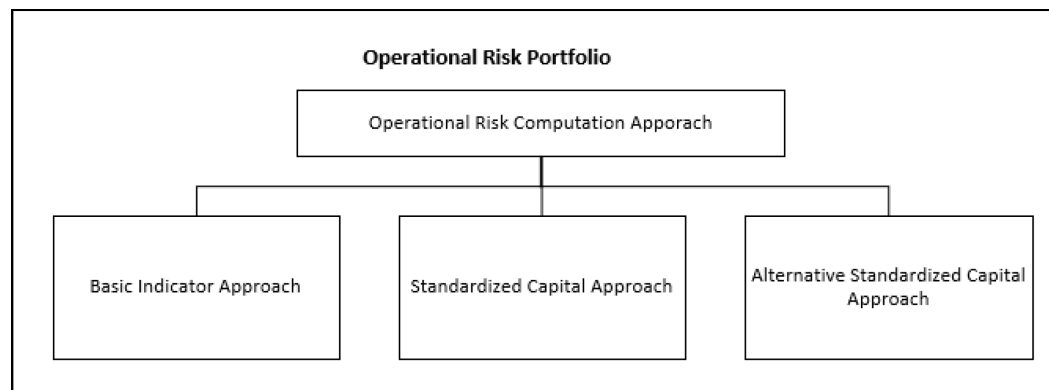 Operational Risk Portfolio
Operational Risk Computation Apporach
Basic Indicator Approach
Standardized Capital Approach
Alternative Standardized Capital
Approach